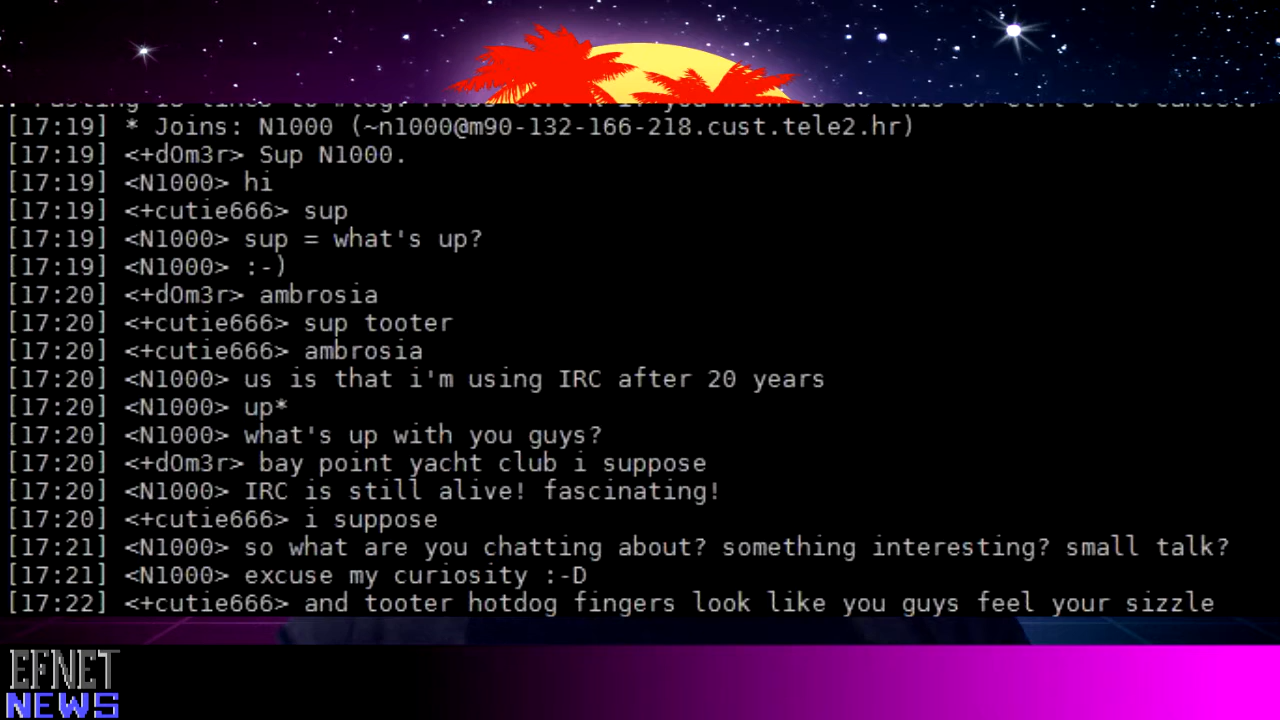 [17:19] * Joins: N1000 (~n1000@m90-132-166-218.cust.tele2.hr)
[17:19] <+d0m3r> Sup N1000.
[17:19] <N1000> hi
[17:19] <+cutie666> sup
[17:19] <N1000> sup = what's up?
[17:19] <N1000> :-)
[17:20] <+d0m3r> ambrosia
[17:20] <+cutie666> sup tooter
[17:20] <+cutie666> ambrosia
[17:20] <N1000> us is that i'm using IRC after 20 years
[17:20] <N1000> up*
[17:20] <N1000> what's up with you guys?
[17:20] <+d0m3r> bay point yacht club i suppose
[17:20] <N1000> IRC is still alive! fascinating!
[17:20] <+cutie666> i suppose
[17:21] <N1000> so what are you chatting about? something interesting? small talk?
[17:21] <N1000> excuse my curiosity :-D
[17:22] <+cutie666> and tooter hotdog fingers look like you guys feel your sizzle
EFNET
NEWS